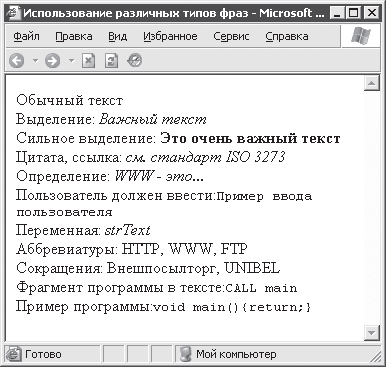 Использование различных типов фраз - Microsoft ...
Файл Правка Вид Избранное Сервис Справка
Обычный текст
Выделение: Важный текст
Сильное выделение: Это очень важный текст
Цитата, ссылка: см. стандарт ISO 3273
Определение: WWW - это...
Пользователь должен ввести:Пример ввода
пользователя
Переменная: strText
Аббревиатуры: HTTP, WWW, FTP
Сокращения: Внешпосылторг, UNIBEL
Фрагмент программы в тексте:CALL main
Пример программы:void main(){return;}
Готово Мой компьютер